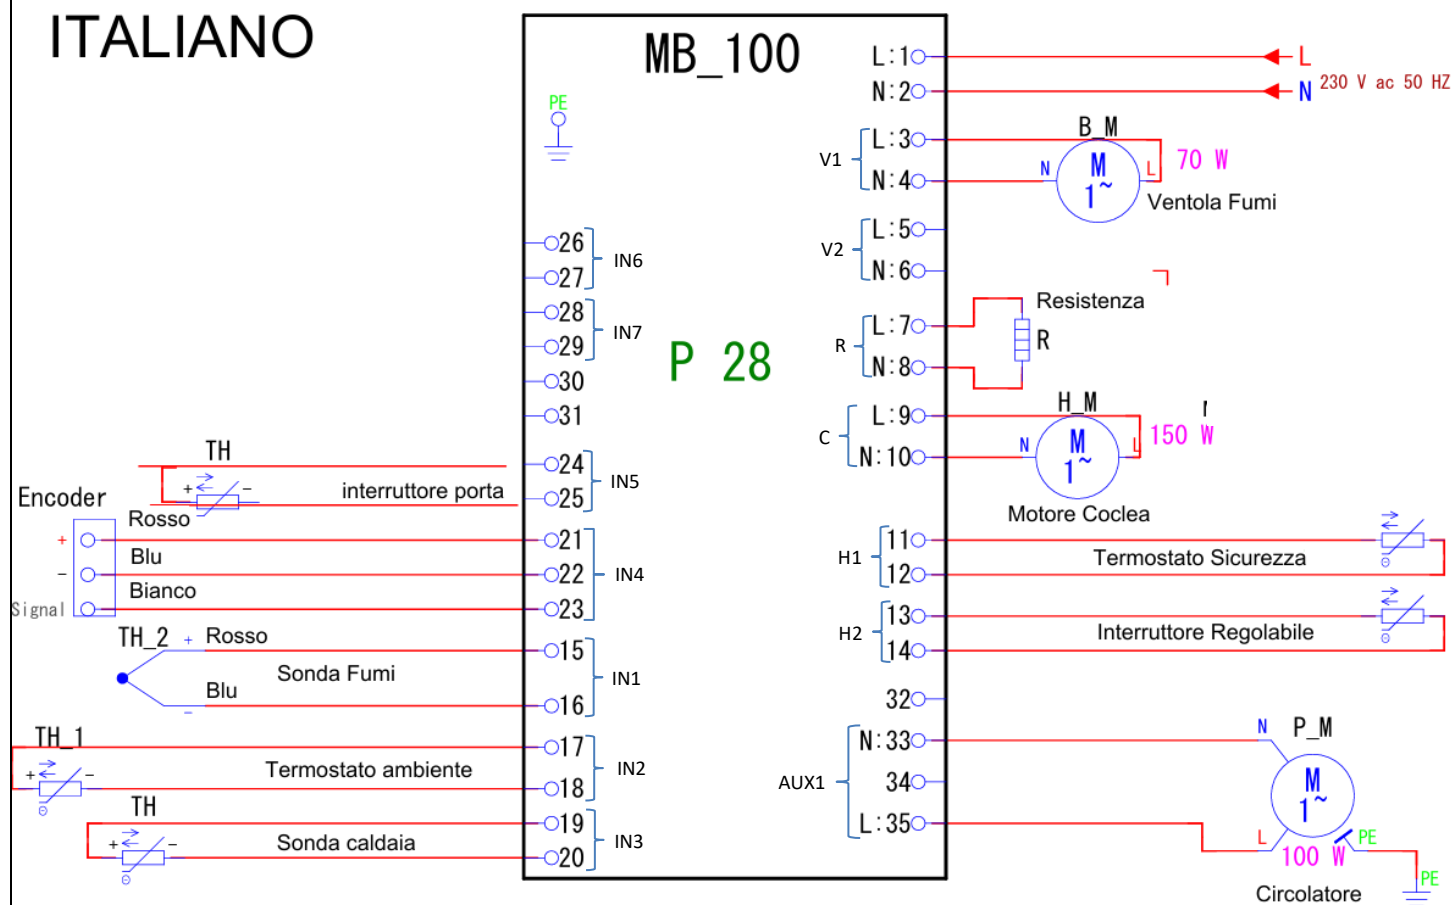 ITALIANO
MB_100
P 28
PE
26
27
IN6
28
29
IN7
30
31
TH
24
25
IN5
+ -
interruttore porta
Encoder
Rosso
+
21
Blu
-
22
IN4
Bianco
Signal
23
TH_2
+ Rosso
15
Sonda Fumi
IN1
Blu
-
16
TH_1
17
+ -
Termostato ambiente
18
IN2
TH
19
+ -
Sonda caldaia
20
IN3
L:1
L
N:2
N
230 V ac 50 HZ
V1
L:3
N:4
B_M
N
M
1~
L
70 W
Ventola Fumi
V2
L:5
N:6
R
L:7
N:8
Resistenza
R
C
L:9
N:10
H_M
N
M
1~
L
150 W
Motore Coclea
H1
11
12
Termostato Sicurezza
H2
13
14
Interruttore Regolabile
32
AUX1
N:33
34
L:35
N
P_M
M
1~
L
100 W
PE
PE
Circolatore